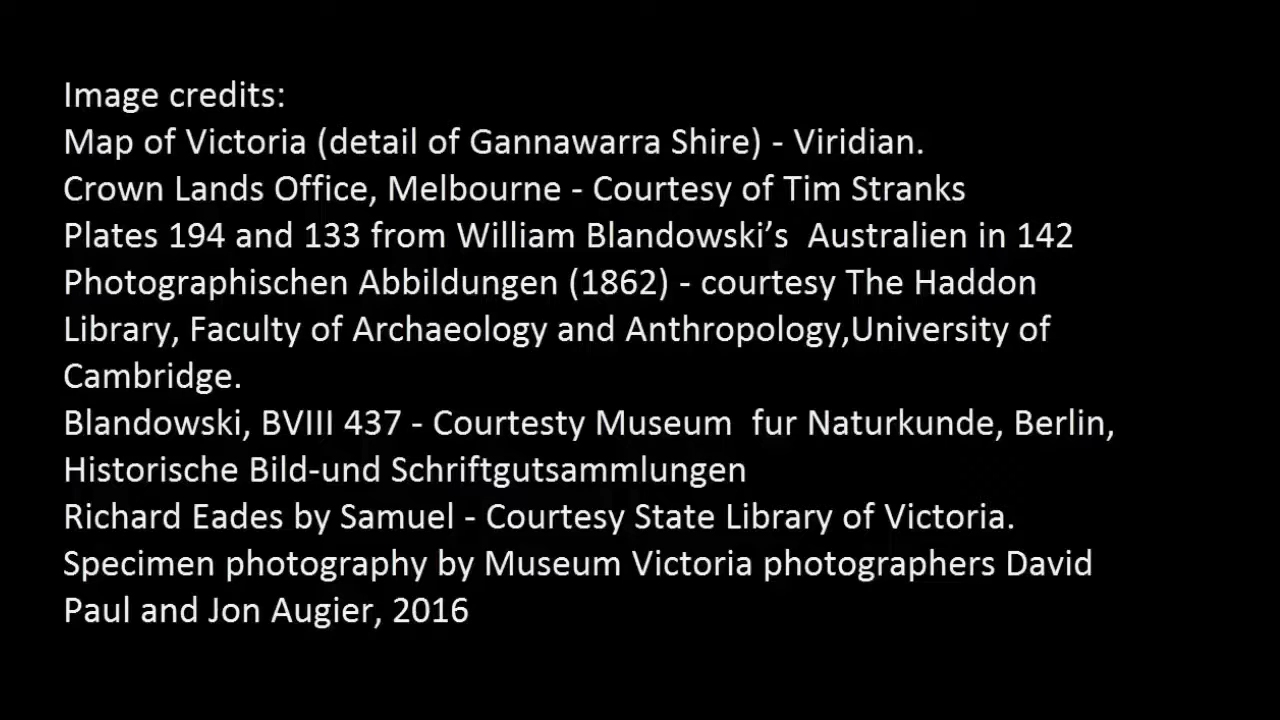 Image credits:
Map of Victoria (detail of Gannawarra Shire) - Viridian.
Crown Lands Office, Melbourne - Courtesy of Tim Stranks
Plates 194 and 133 from William Blandowski’s  Australien in 142
Photographischen Abbildungen (1862) - courtesy The Haddon
Library, Faculty of Archaeology and Anthropology,University of
Cambridge.
Blandowski, BVIII 437 - Courtesty Museum  fur Naturkunde, Berlin,
Historische Bild-und Schriftgutsammlungen
Richard Eades by Samuel - Courtesy State Library of Victoria.
Specimen photography by Museum Victoria photographers David
Paul and Jon Augier, 2016